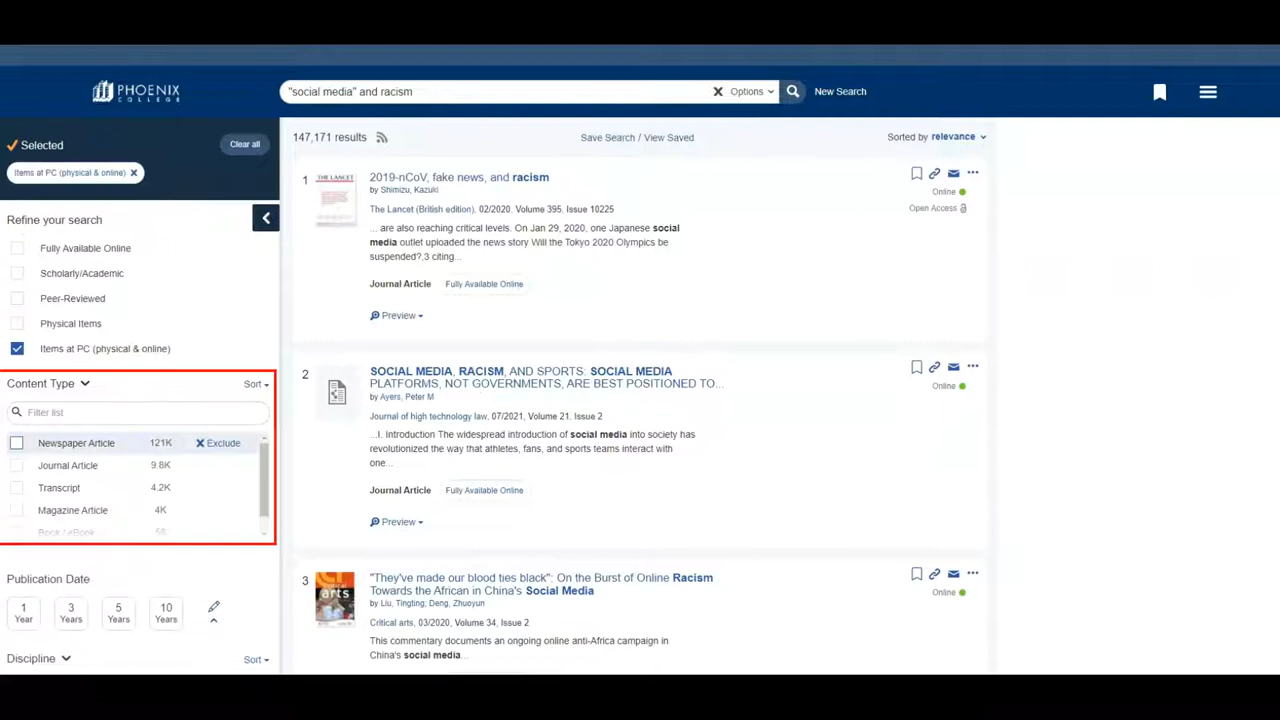 PHOENIX
COLLEGE
"social media" and racism
Options
New Search
Selected
Clear all
Items at PC (physical & online)
Refine your search
Fully Available Online
Scholarly/Academic
Peer-Reviewed
Physical Items
Items at PC (physical & online)
Content Type
Sort
Filter list
Newspaper Article 121K Exclude
Journal Article 9.8K
Transcript 4.2K
Magazine Article 4K
Book / eBook
Publication Date
1 Year
3 Years
5 Years
10 Years
Discipline
Sort
147,171 results
Save Search / View Saved
Sorted by relevance
1
THE LANCET
2019-nCoV, fake news, and racism
by Shimizu, Kazuki
The Lancet (British edition), 02/2020, Volume 395, Issue 10225
... are also reaching critical levels. On Jan 29, 2020, one Japanese social
media outlet uploaded the news story Will the Tokyo 2020 Olympics be
suspended?,3 citing...
Journal Article Fully Available Online
Preview
Online
Open Access
2
SOCIAL MEDIA, RACISM, AND SPORTS: SOCIAL MEDIA
PLATFORMS, NOT GOVERNMENTS, ARE BEST POSITIONED TO...
by Ayers, Peter M
Journal of high technology law, 07/2021, Volume 21, Issue 2
...I. Introduction The widespread introduction of social media into society has
revolutionized the way that athletes, fans, and sports teams interact with
one...
Journal Article Fully Available Online
Preview
Online
3
arts
"They've made our blood ties black": On the Burst of Online Racism
Towards the African in China's Social Media
by Liu, Tingting; Deng, Zhuoyun
Critical arts, 03/2020, Volume 34, Issue 2
This commentary documents an ongoing online anti-Africa campaign in
China's social media...
Online